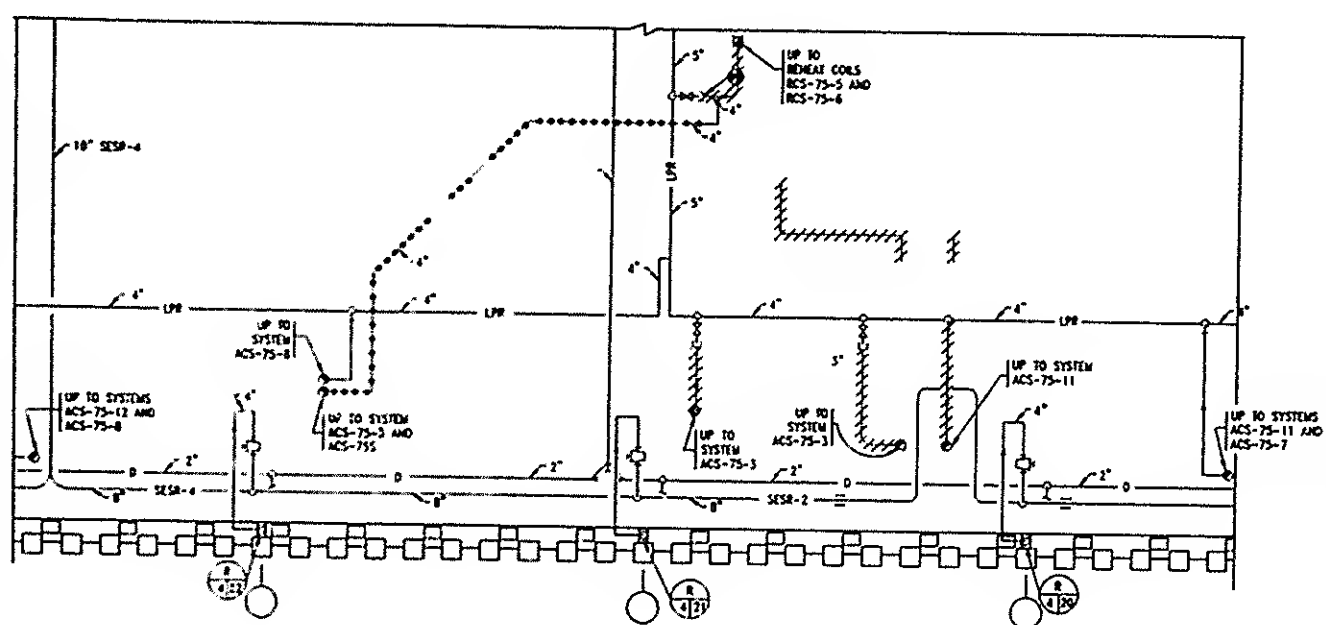 5"
UP TO
REHEAT COILS
RCS-75-5 AND
RCS-75-6
4"
4"
10" SESR-4
LPR
5"
4"
4"
4"
LPR
4"
LPR
4"
4"
LPR
UP TO
SYSTEM
ACS-75-8
3"
UP TO SYSTEM
ACS-75-11
UP TO SYSTEMS
ACS-75-12 AND
ACS-75-8
4"
UP TO SYSTEM
ACS-75-3 AND
UP TO
SYSTEM
ACS-75-3
UP TO
SYSTEM
ACS-75-3
4"
UP TO SYSTEMS
ACS-75-11 AND
ACS-75-7
D
2"
D
2"
2"
D
2"
D
8"
SESR-4
8"
8"
SESR-2
R
4
R
4 21
R
4 20